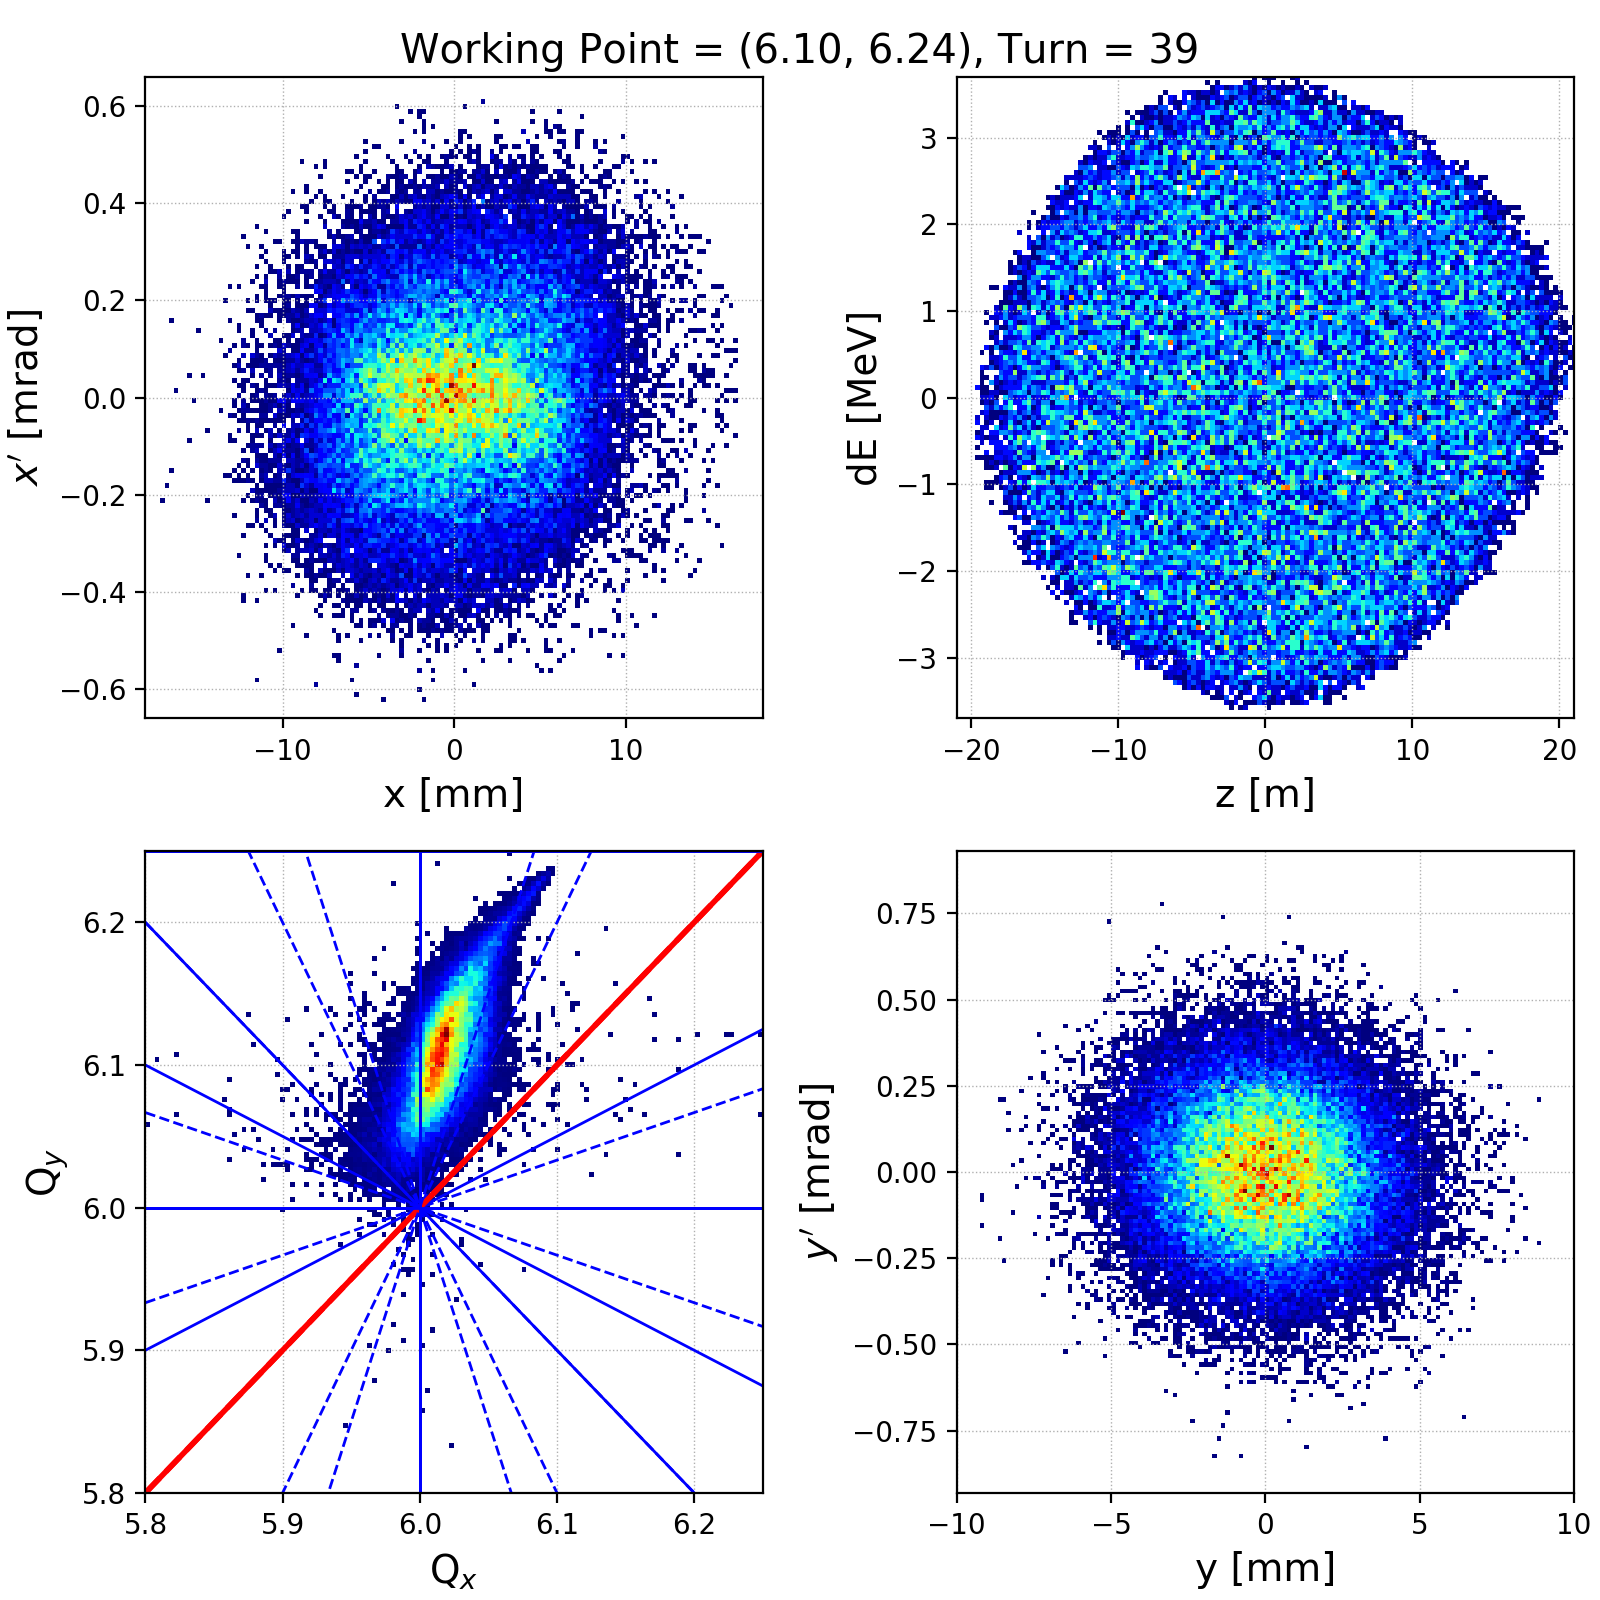 Working Point = (6.10, 6.24), Turn = 39
0.6
0.4
0.2
0.0
−0.2
−0.4
−0.6
x′ [mrad]
−10 0 10
x [mm]
3
2
1
0
−1
−2
−3
dE [MeV]
−20 −10 0 10 20
z [m]
6.2
6.1
6.0
5.9
5.8
Qy
5.8 5.9 6.0 6.1 6.2
Qx
0.75
0.50
0.25
0.00
−0.25
−0.50
−0.75
y′ [mrad]
−10 −5 0 5 10
y [mm]